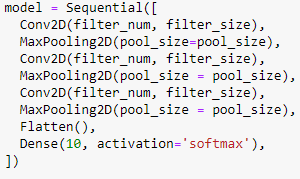 model = Sequential([
  Conv2D(filter_num, filter_size),
  MaxPooling2D(pool_size=pool_size),
  Conv2D(filter_num, filter_size),
  MaxPooling2D(pool_size = pool_size),
  Conv2D(filter_num, filter_size),
  MaxPooling2D(pool_size = pool_size),
  Flatten(),
  Dense(10, activation='softmax'),
])